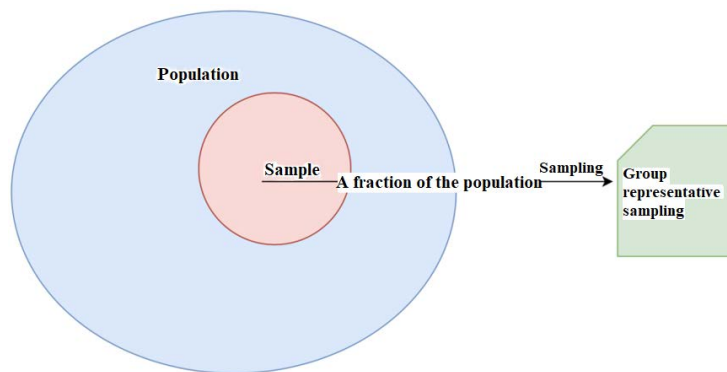 Population
Sample
A fraction of the population
Sampling
Group
representative
sampling